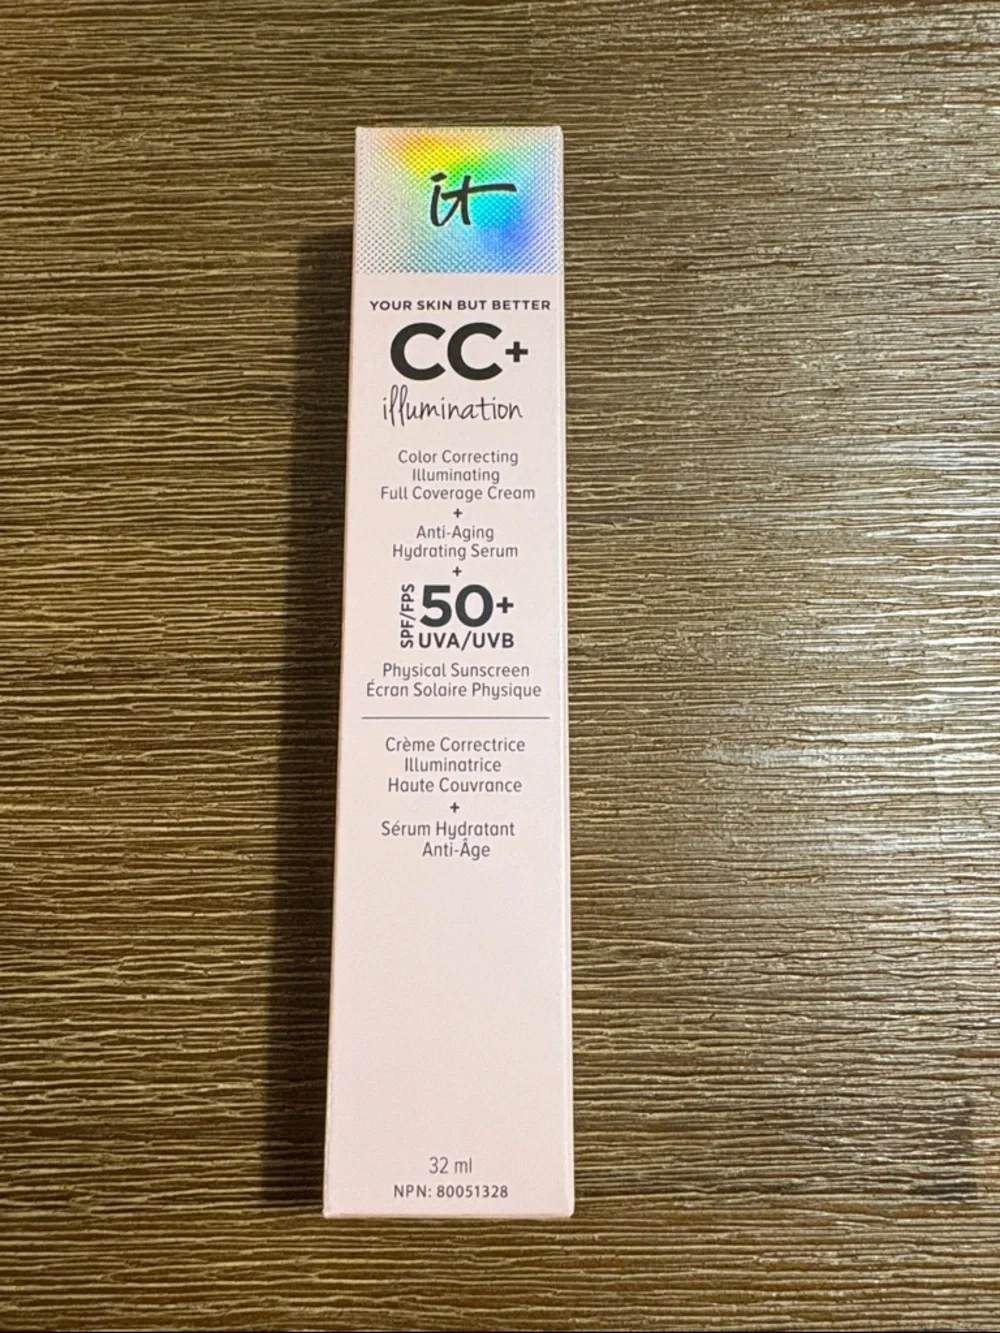 it
YOUR SKIN BUT BETTER
CC+
illumination
Color Correcting
Illuminating
Full Coverage Cream
+
Anti-Aging
Hydrating Serum
+
SPF/FPS
50+
UVA/UVB
Physical Sunscreen
Écran Solaire Physique
Crème Correctrice
Illuminatrice
Haute Couvrance
+
Sérum Hydratant
Anti-Âge
32 ml
NPN: 80051328